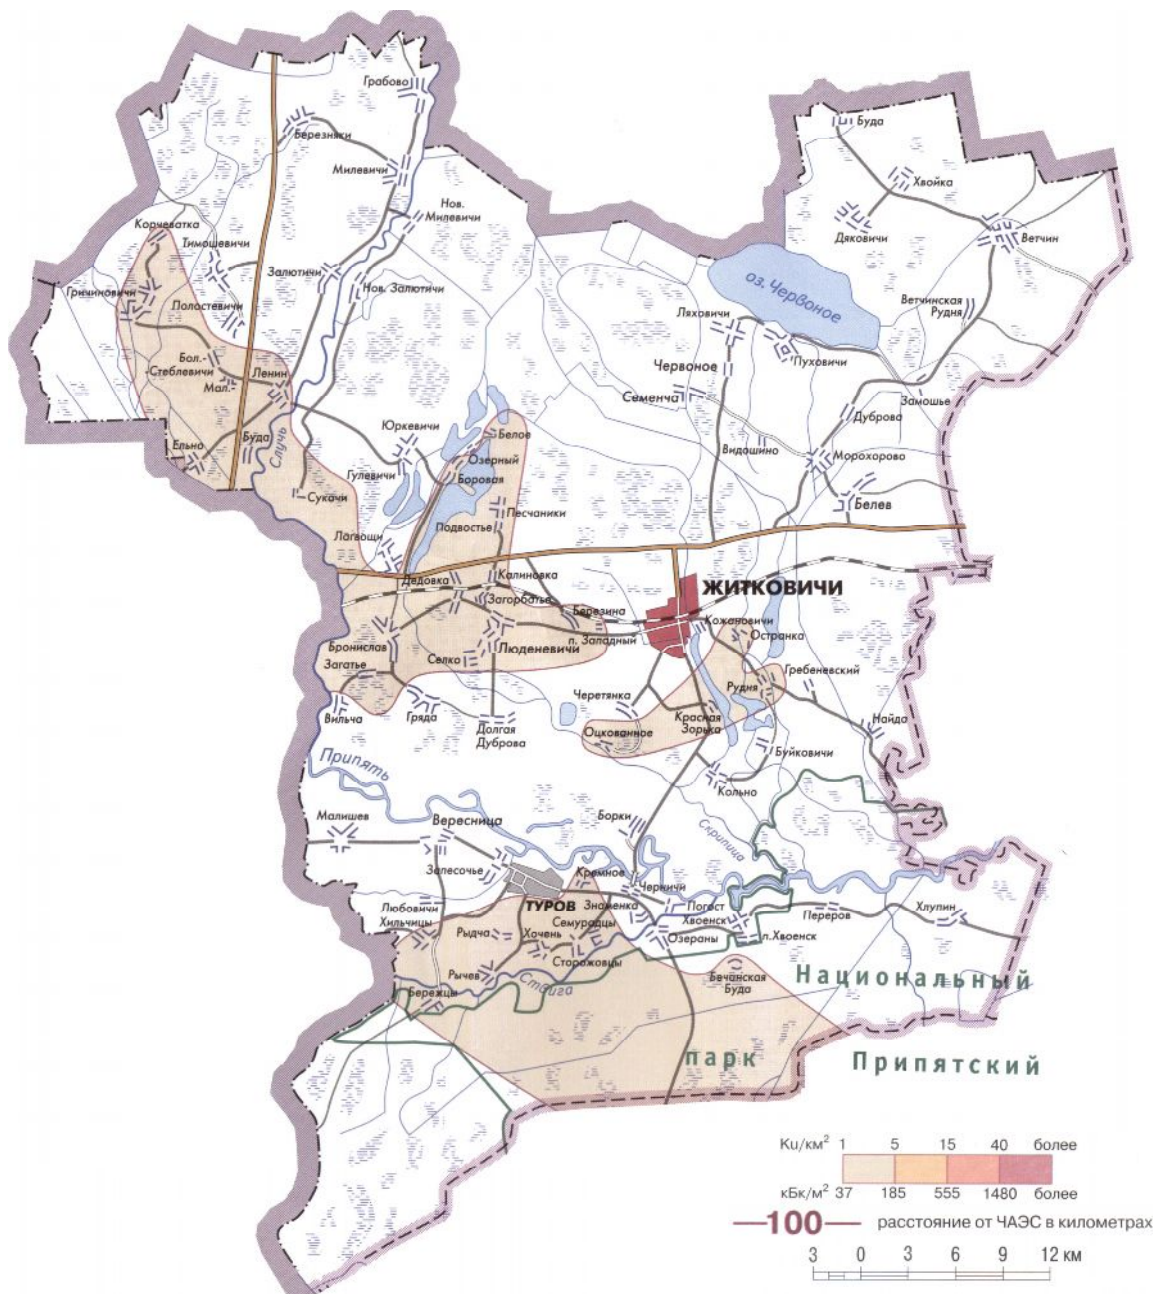 Грабово
Березняки
Милевичи
Нов.
Милевичи
Буда
Хвойка
Дяковичи
Ветчин
Корчеватка
Тимошевичи
Залютичи
Нов. Залютичи
Гричиновичи
Полостевичи
оз. Червоное
Ветчинская
Рудня
Ляховичи
Пуховичи
Бол.-
-Стеблевичи
Мал.-
Ленин
Червоное
Семенча
Замошье
Дуброва
Видошино
Морохорово
Белев
Юркевичи
Белое
Озерный
Боровая
Гулевичи
Ельно
Буда
Случь
Сукачи
Песчаники
Подвостье
Лагвощи
Дедовка
Калиновка
Загорбатье
ЖИТКОВИЧИ
Березина
п. Западный
Кожановичи
Остранка
Бронислав
Люденевичи
Селко
Загатье
Гребеневский
Рудня
Вильча
Гряда
Долгая
Дуброва
Черетянка
Оцкованное
Красная
Зорька
Найда
Буйковичи
Кольно
Припять
Малишев
Вересница
Борки
Скрипица
Запесочье
Кремное
Черничи
ТУРОВ
Знаменка
Погост
Любовичи
Хильчицы
Семурадцы
Хвоенск
Переров
Хлупин
Рыдча
Хочень
Озераны
п.Хвоенск
Сторожовцы
Рычев
Ствига
Бережцы
Бечанская
Буда
Национальный
парк
Припятский
Ки/км² 1 5 15 40 более
кБк/м² 37 185 555 1480 более
100 расстояние от ЧАЭС в километрах
3 0 3 6 9 12 км